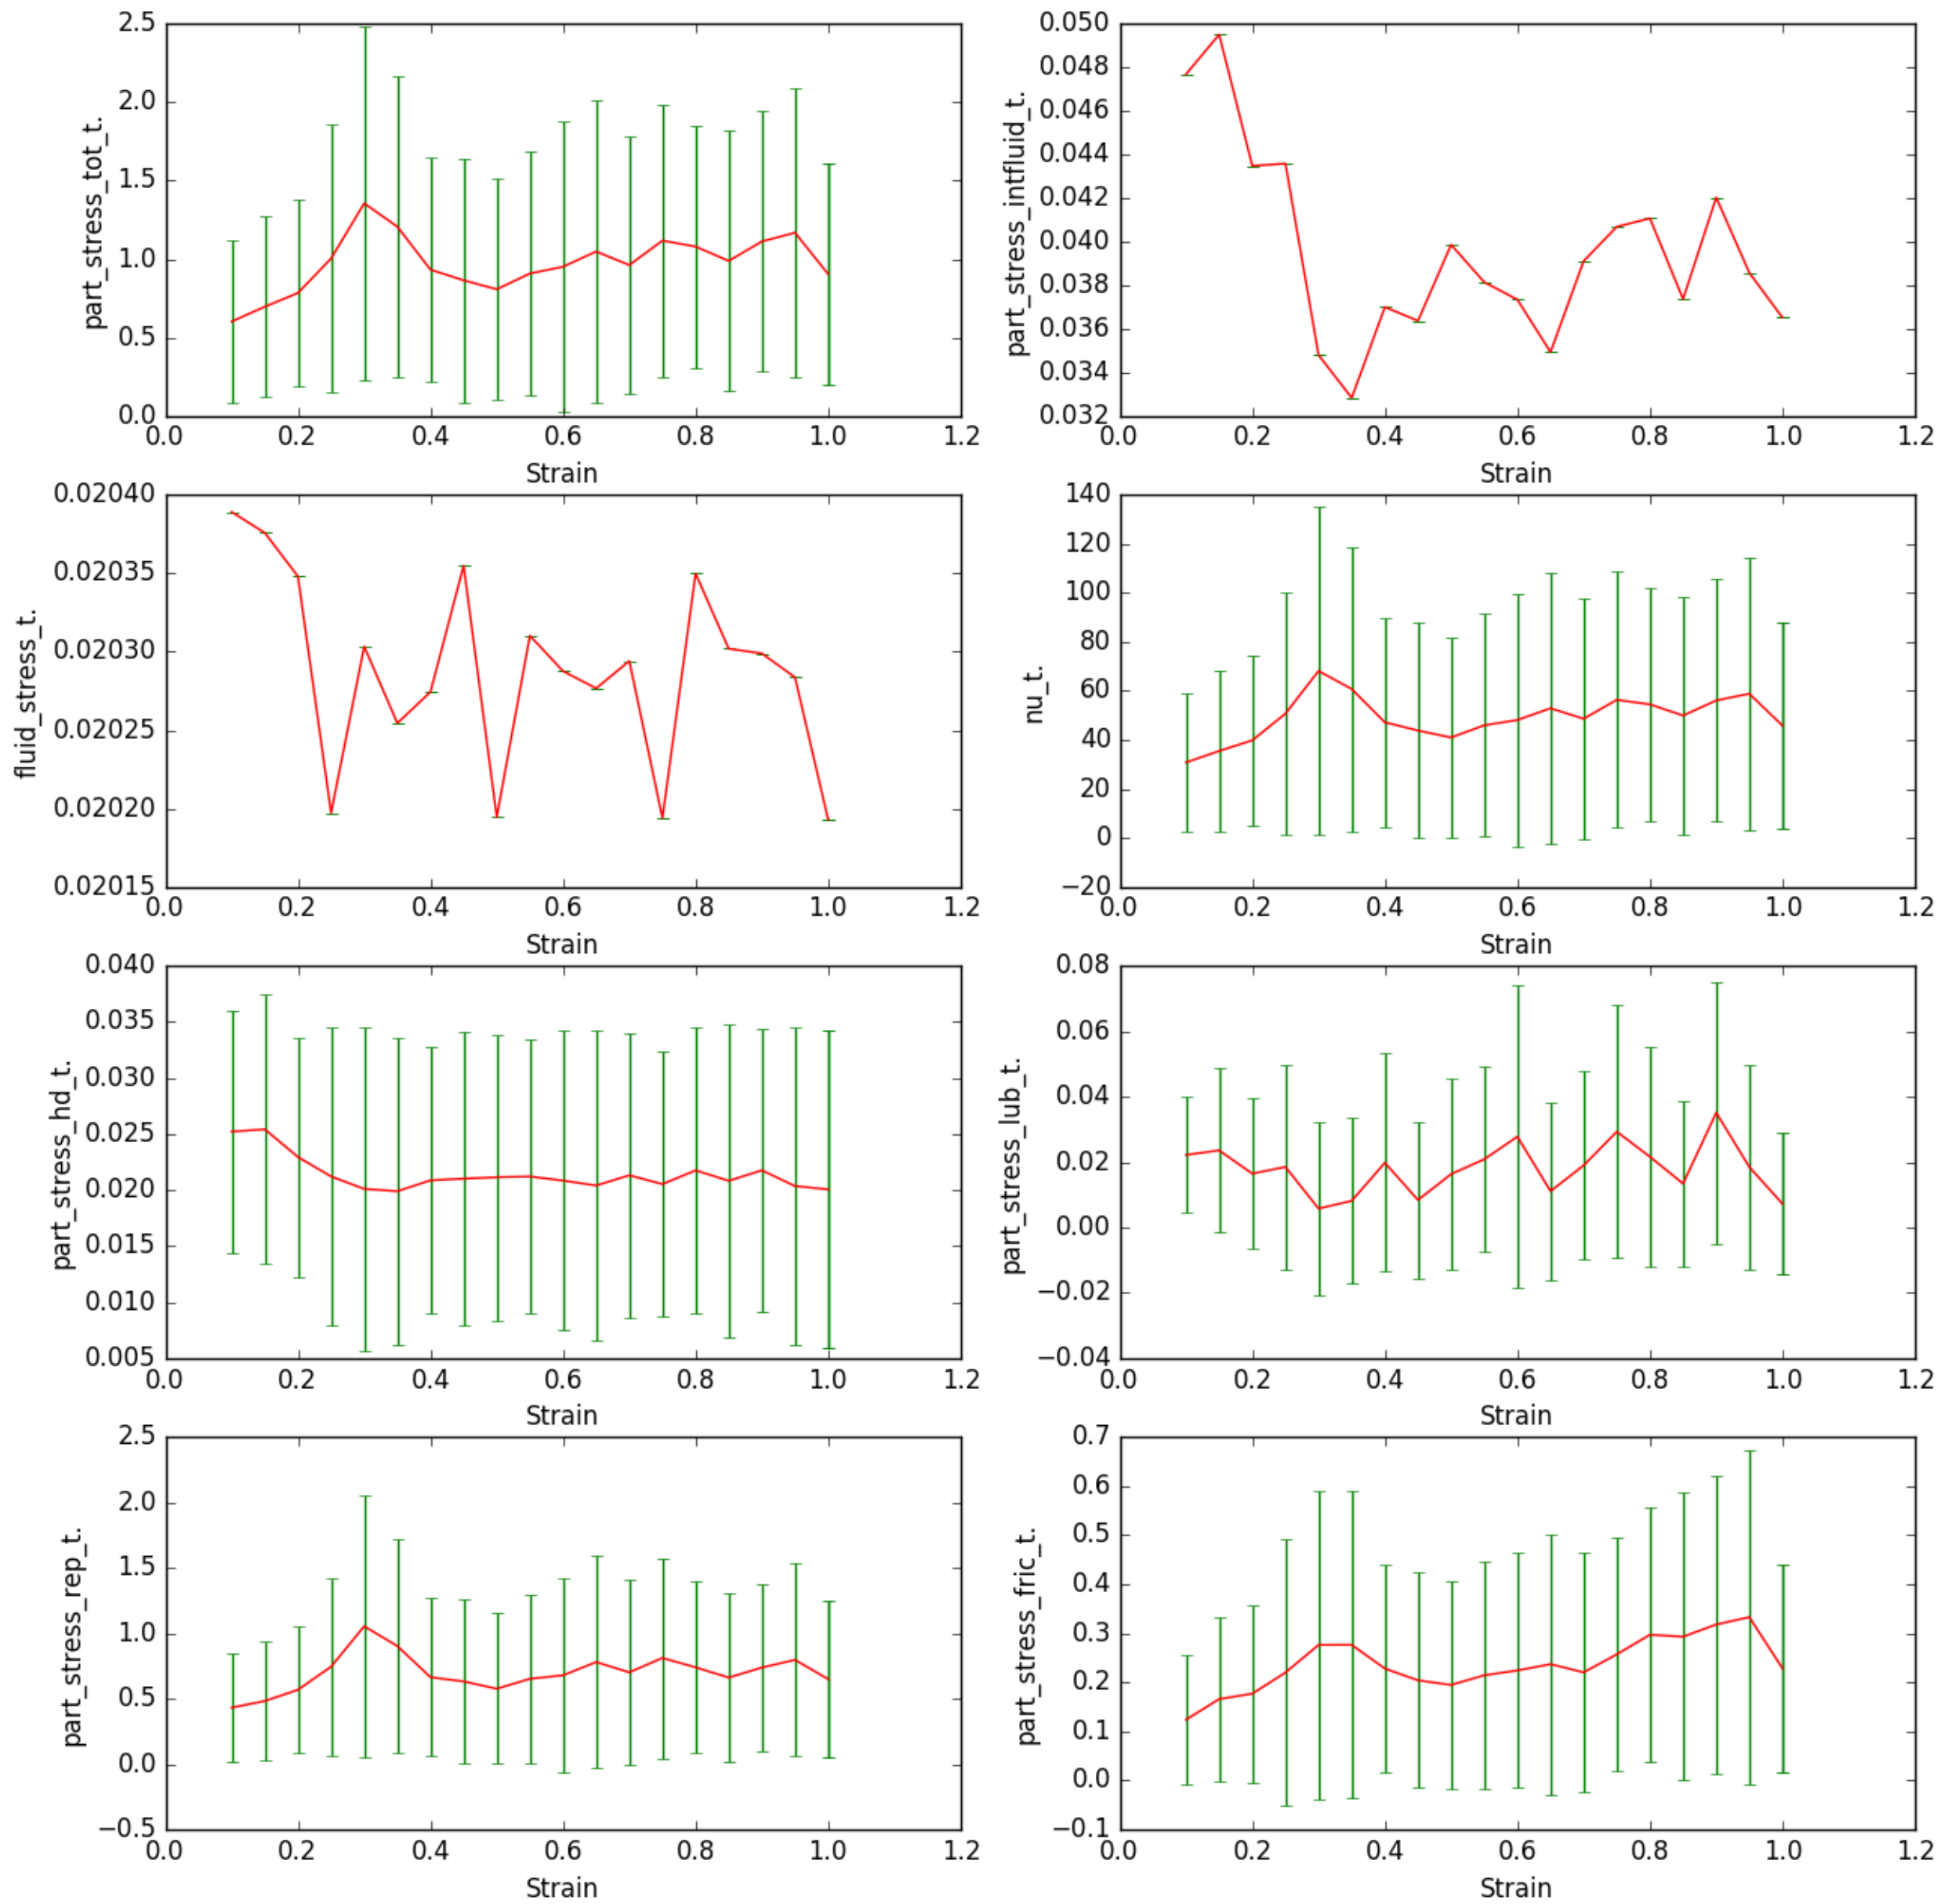 part_stress_tot_t.
2.5
2.0
1.5
1.0
0.5
0.0
0.0 0.2 0.4 0.6 0.8 1.0 1.2
Strain
part_stress_intfluid_t.
0.050
0.048
0.046
0.044
0.042
0.040
0.038
0.036
0.034
0.032
0.0 0.2 0.4 0.6 0.8 1.0 1.2
Strain
fluid_stress_t.
0.02040
0.02035
0.02030
0.02025
0.02020
0.02015
0.0 0.2 0.4 0.6 0.8 1.0 1.2
Strain
nu_t.
140
120
100
80
60
40
20
0
−20
0.0 0.2 0.4 0.6 0.8 1.0 1.2
Strain
part_stress_hd_t.
0.040
0.035
0.030
0.025
0.020
0.015
0.010
0.005
0.0 0.2 0.4 0.6 0.8 1.0 1.2
Strain
part_stress_lub_t.
0.08
0.06
0.04
0.02
0.00
−0.02
−0.04
0.0 0.2 0.4 0.6 0.8 1.0 1.2
Strain
part_stress_rep_t.
2.5
2.0
1.5
1.0
0.5
0.0
−0.5
0.0 0.2 0.4 0.6 0.8 1.0 1.2
Strain
part_stress_fric_t.
0.7
0.6
0.5
0.4
0.3
0.2
0.1
0.0
−0.1
0.0 0.2 0.4 0.6 0.8 1.0 1.2
Strain